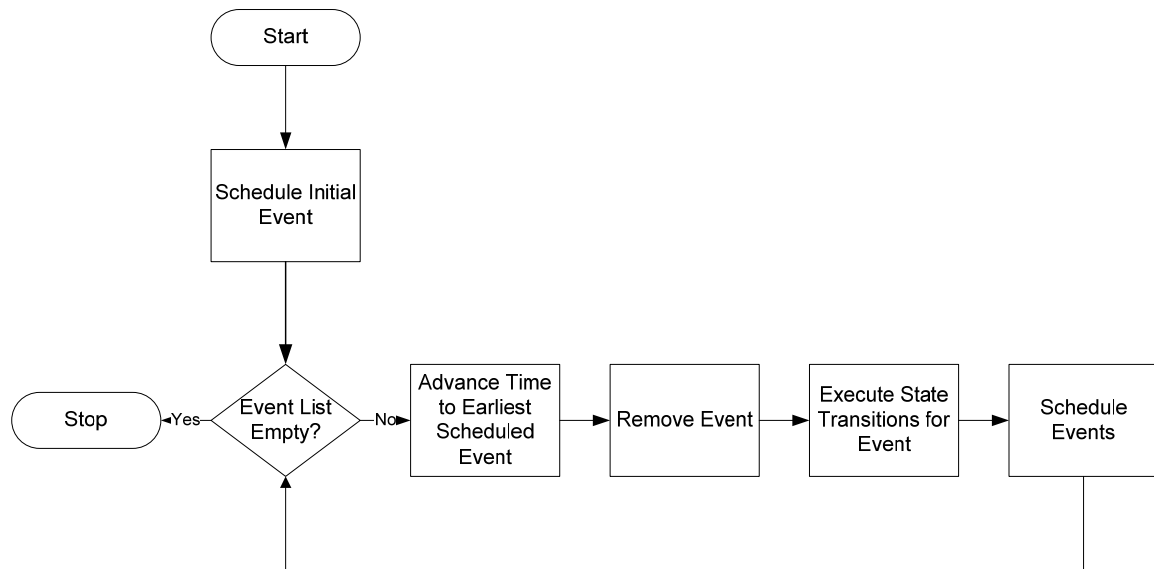 Start
Schedule Initial
Event
Stop
Yes
Event List
Empty?
No
Advance Time
to Earliest
Scheduled
Event
Remove Event
Execute State
Transitions for
Event
Schedule
Events